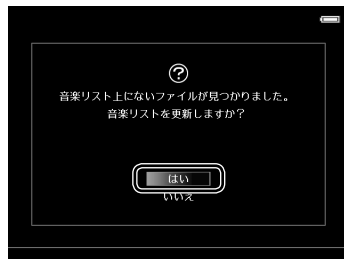 音楽リスト上にないファイルが見つかりました。
音楽リストを更新しますか?
はい
いいえ